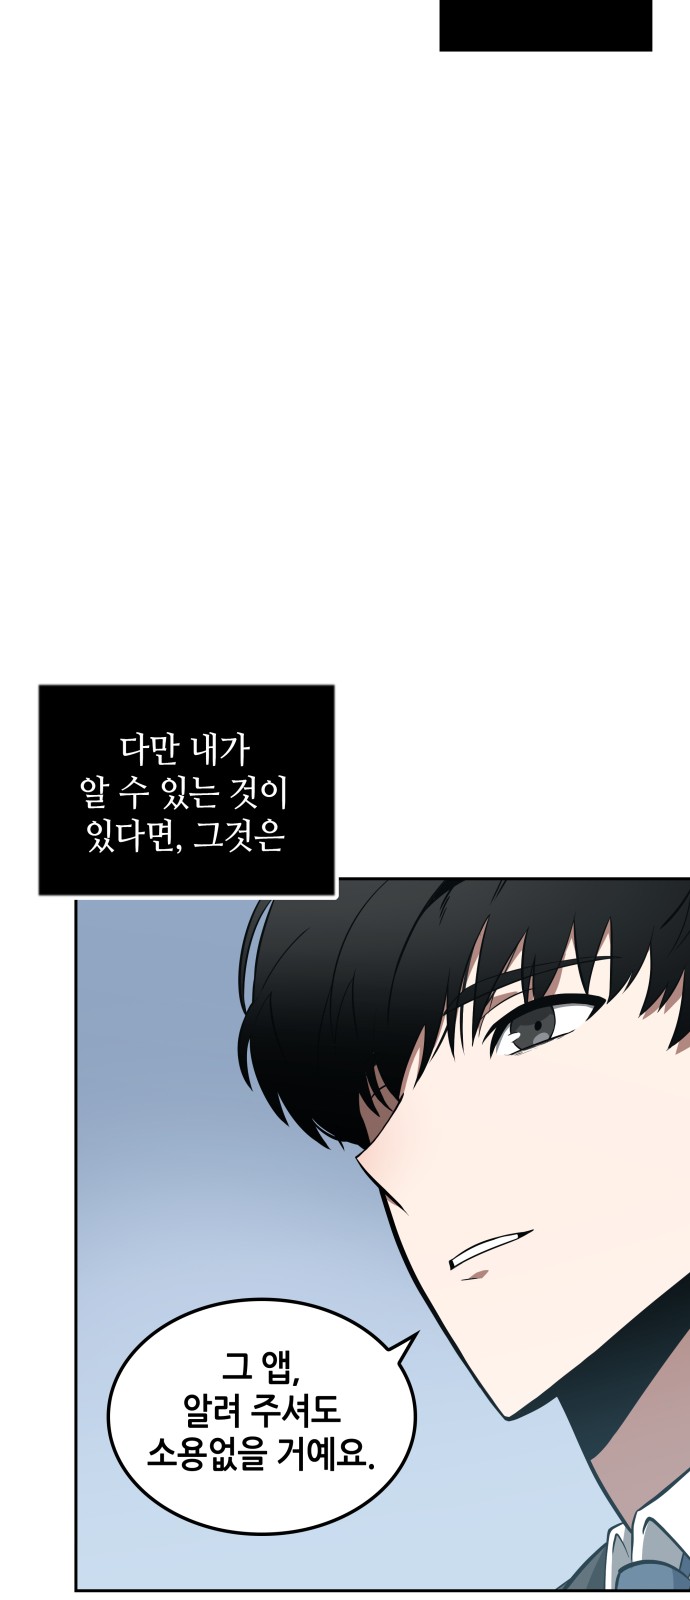 다만 내가
알 수 있는 것이
있다면, 그것은
그 앱,
알려 주셔도
소용없을 거예요.